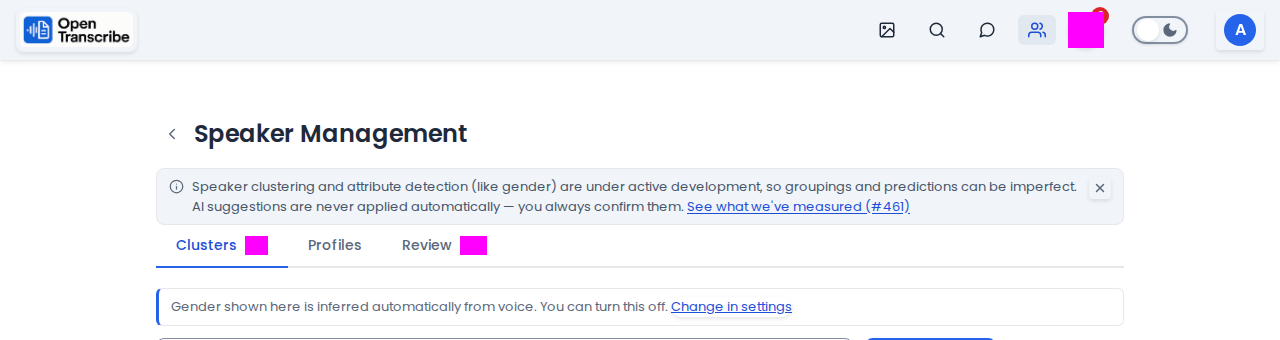 Open
Transcribe
A
Speaker Management
Speaker clustering and attribute detection (like gender) are under active development, so groupings and predictions can be imperfect.
AI suggestions are never applied automatically — you always confirm them. See what we've measured (#461)
Clusters
Profiles
Review
Gender shown here is inferred automatically from voice. You can turn this off. Change in settings